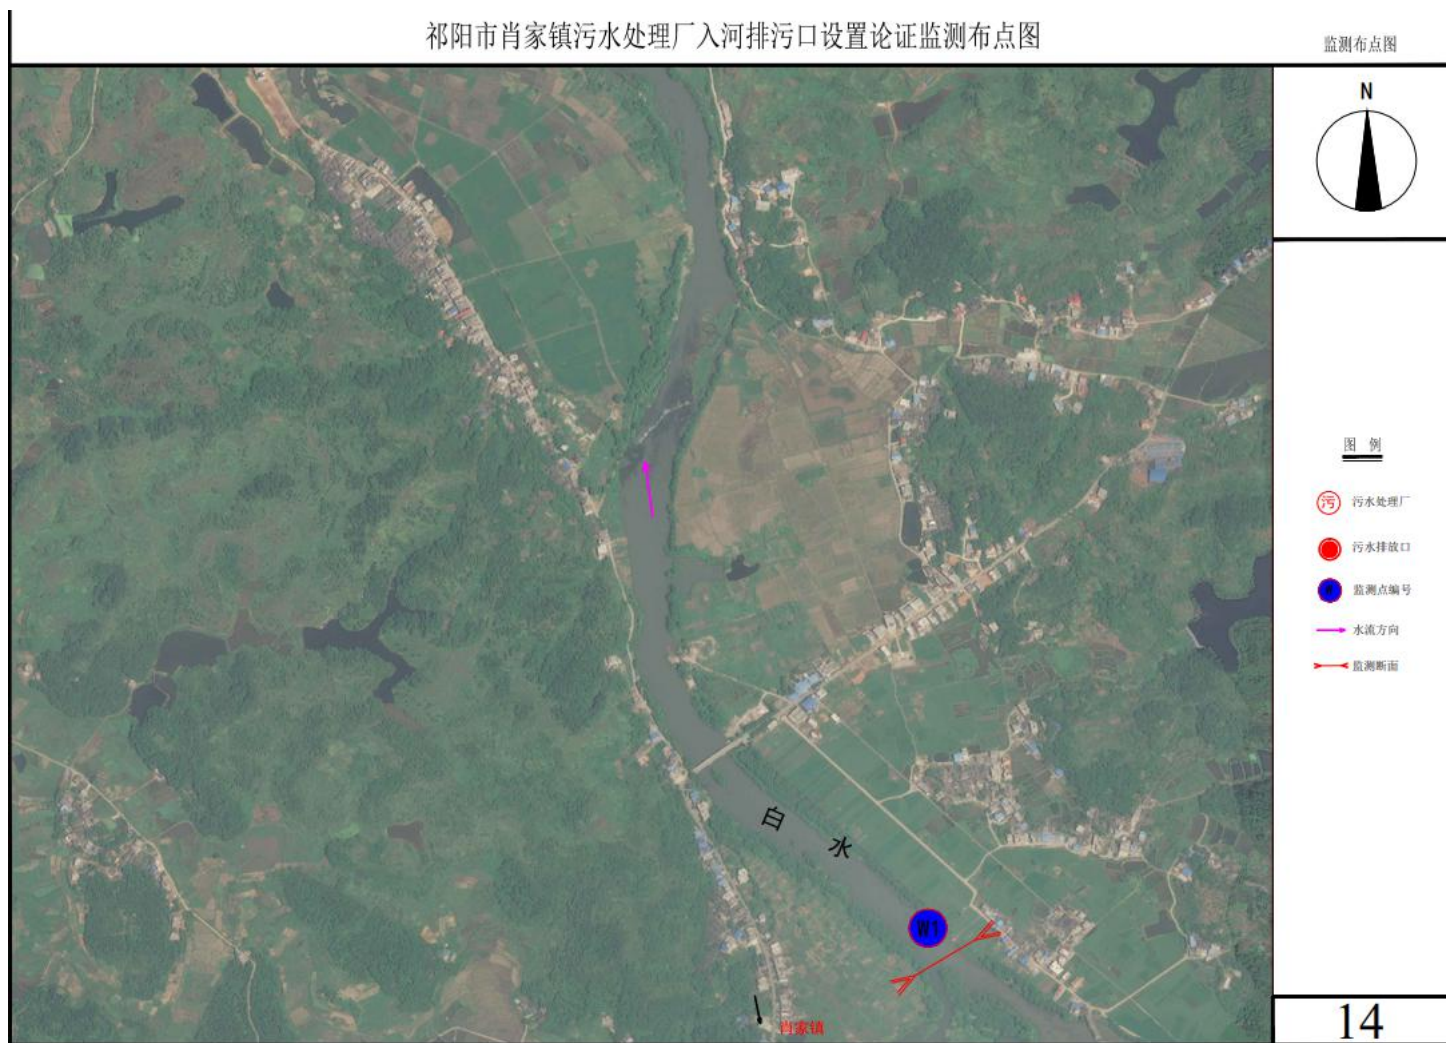 祁阳市肖家镇污水处理厂入河排污口设置论证监测布点图
监测布点图
N
图 例
污
污水处理厂
污水排放口
监测点编号
水流方向
监测断面
白水
W1
肖家镇
14